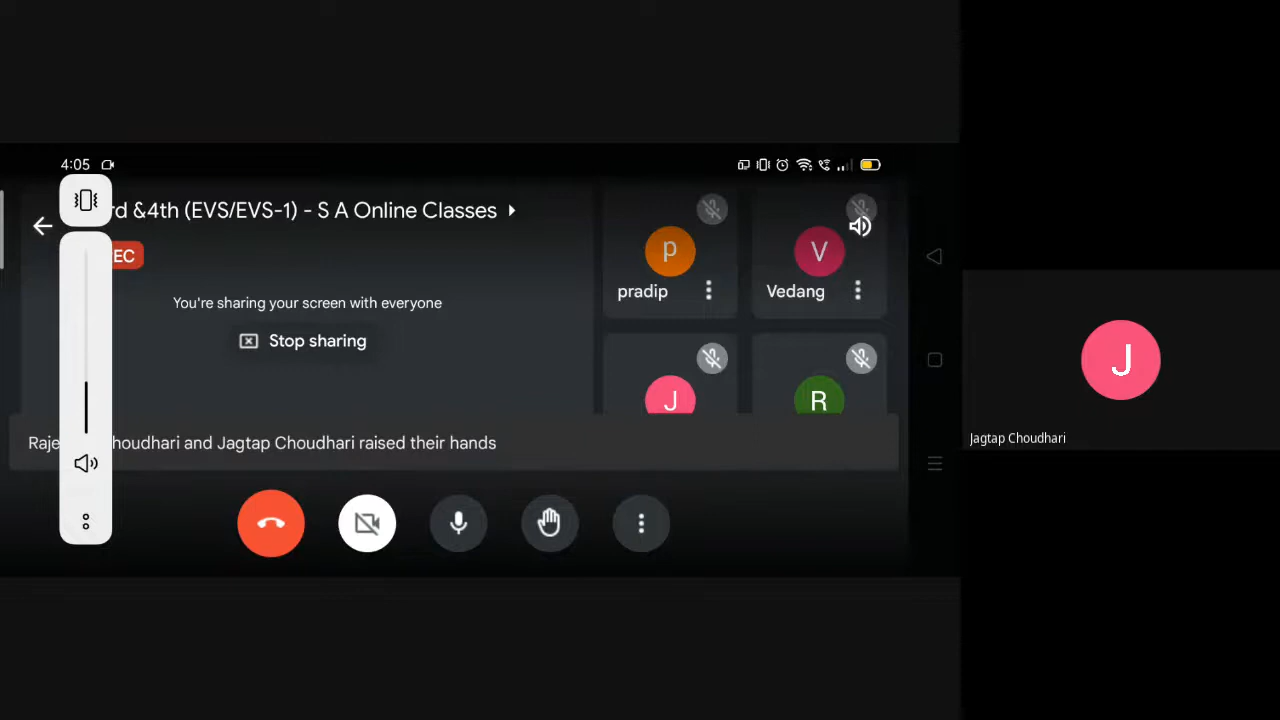 4:05
rd &4th (EVS/EVS-1) - S A Online Classes
EC
You're sharing your screen with everyone
Stop sharing
P
pradip
V
Vedang
J
R
houdhari and Jagtap Choudhari raised their hands
J
Jagtap Choudhari